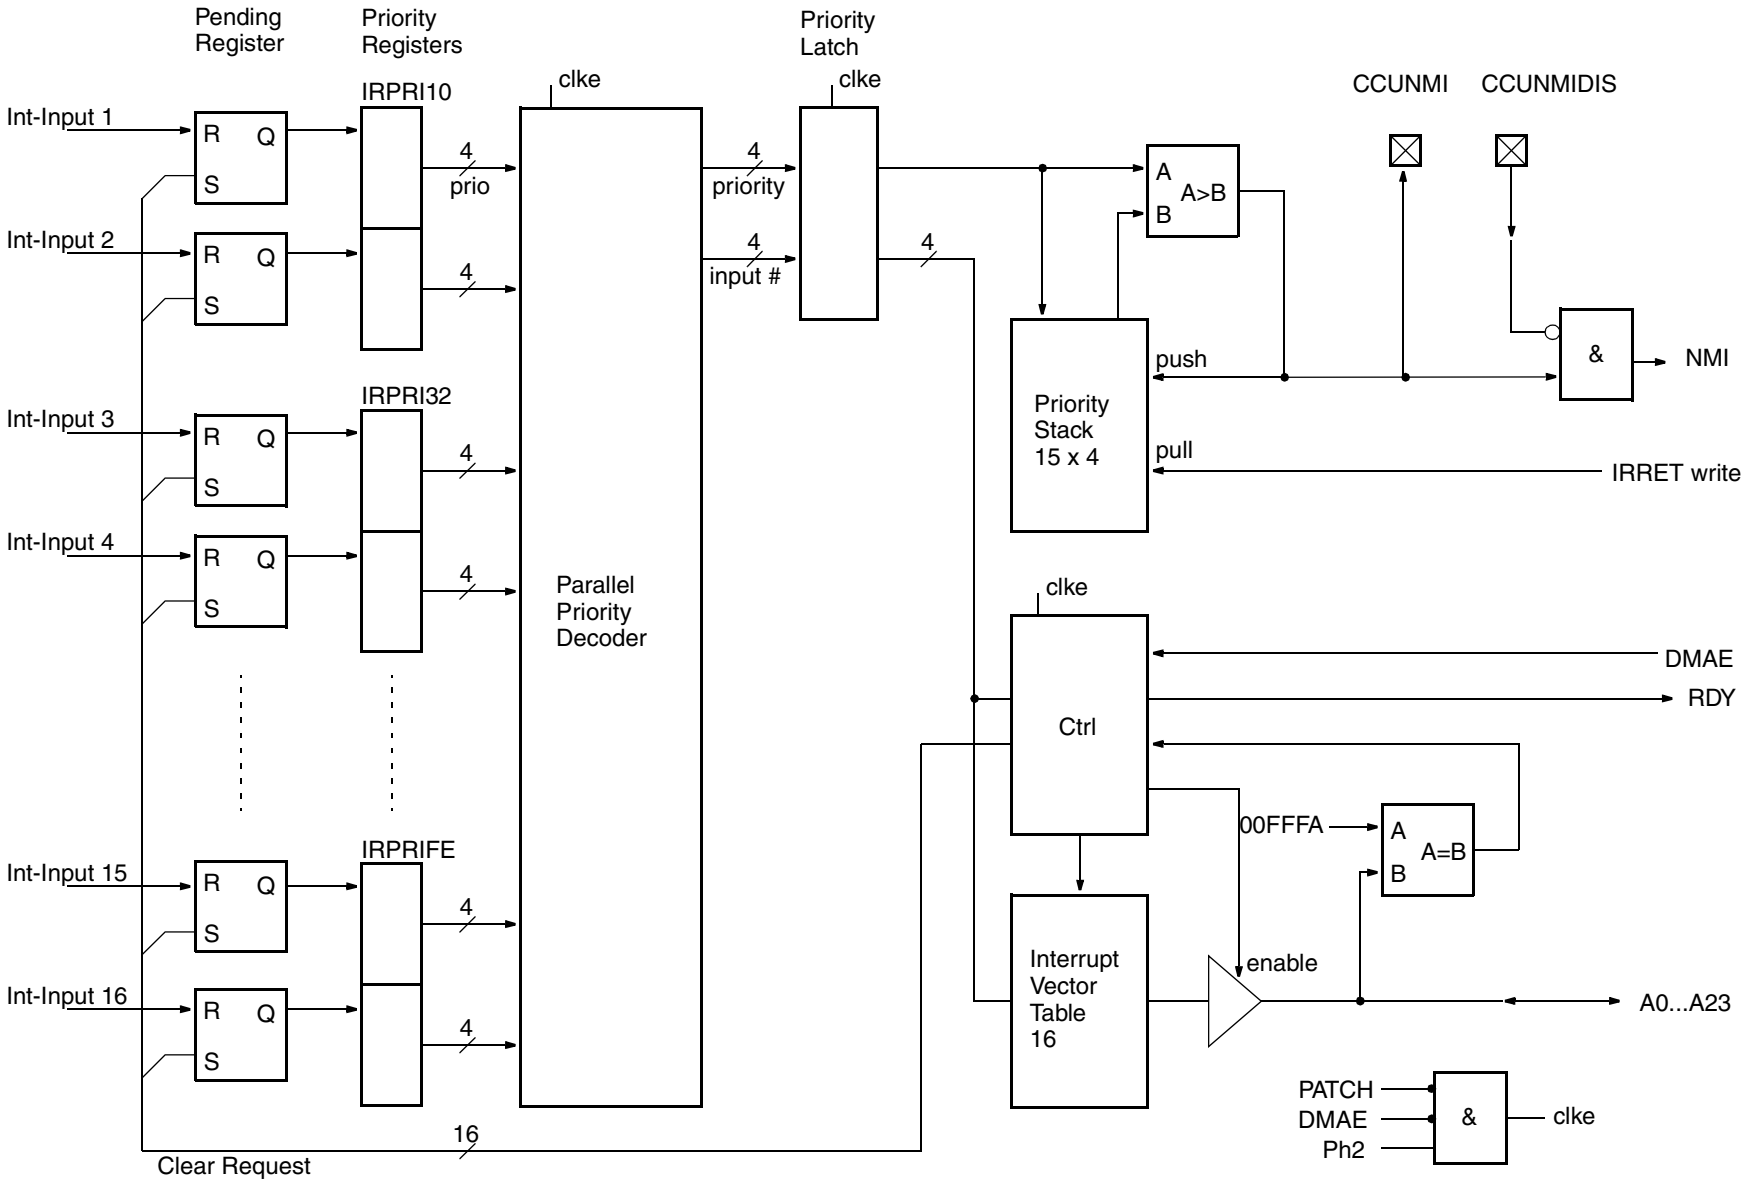 Pending
Register
Priority
Registers
Priority
Latch
clke
clke
CCUNMI
CCUNMIDIS
IRPRI10
Int-Input 1
R
Q
S
4
prio
4
priority
A
A>B
B
Int-Input 2
R
Q
S
4
4
input #
4
push
&
NMI
Priority
Stack
15 x 4
pull
IRRET write
IRPRI32
Int-Input 3
R
Q
S
4
Int-Input 4
R
Q
S
4
Parallel
Priority
Decoder
clke
DMAE
RDY
Ctrl
00FFFA
A
A=B
B
IRPRIFE
Int-Input 15
R
Q
S
4
Int-Input 16
R
Q
S
4
Interrupt
Vector
Table
16
enable
A0...A23
PATCH
DMAE
Ph2
&
clke
16
Clear Request